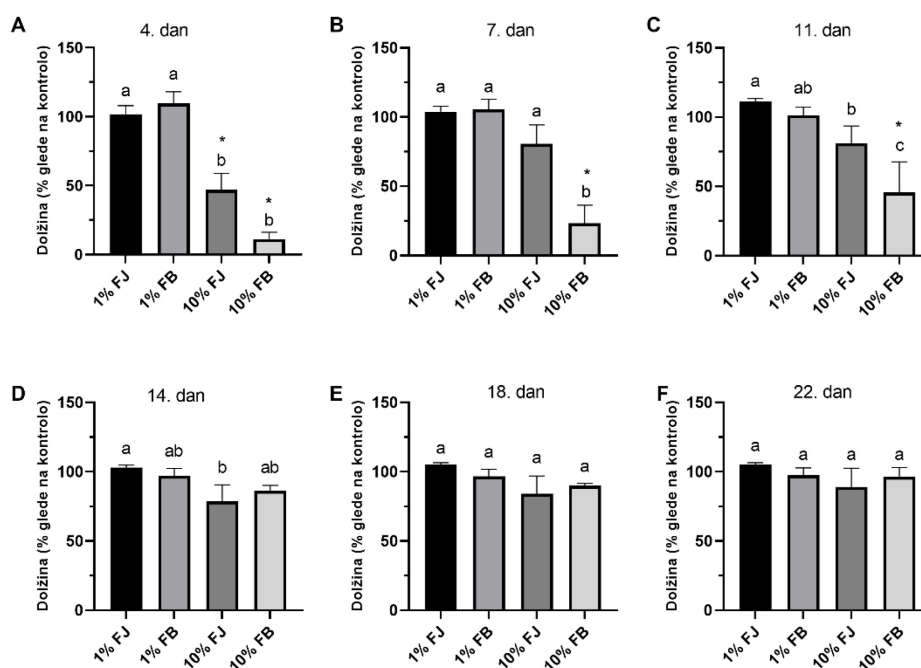 A
4. dan
Dolžina (% glede na kontrolo)
150
100
50
0
a
a
*
b
*
b
1% FJ
1% FB
10% FJ
10% FB
B
7. dan
Dolžina (% glede na kontrolo)
150
100
50
0
a
a
a
*
b
1% FJ
1% FB
10% FJ
10% FB
C
11. dan
Dolžina (% glede na kontrolo)
150
100
50
0
a
ab
b
*
c
1% FJ
1% FB
10% FJ
10% FB
D
14. dan
Dolžina (% glede na kontrolo)
150
100
50
0
a
ab
b
ab
1% FJ
1% FB
10% FJ
10% FB
E
18. dan
Dolžina (% glede na kontrolo)
150
100
50
0
a
a
a
a
1% FJ
1% FB
10% FJ
10% FB
F
22. dan
Dolžina (% glede na kontrolo)
150
100
50
0
a
a
a
a
1% FJ
1% FB
10% FJ
10% FB